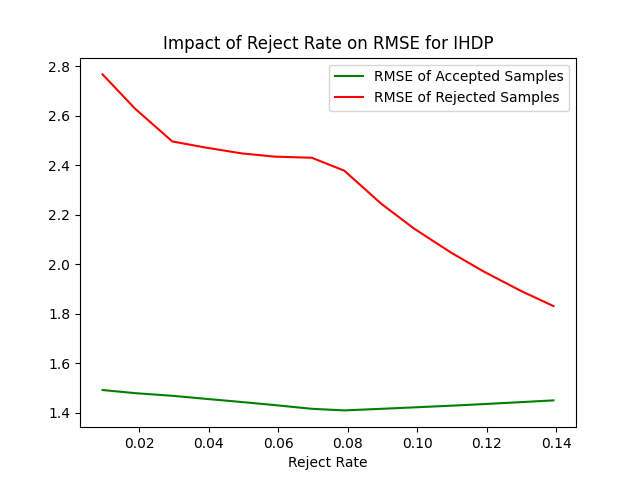 Impact of Reject Rate on RMSE for IHDP
RMSE of Accepted Samples
RMSE of Rejected Samples
2.8
2.6
2.4
2.2
2.0
1.8
1.6
1.4
0.02 0.04 0.06 0.08 0.10 0.12 0.14
Reject Rate